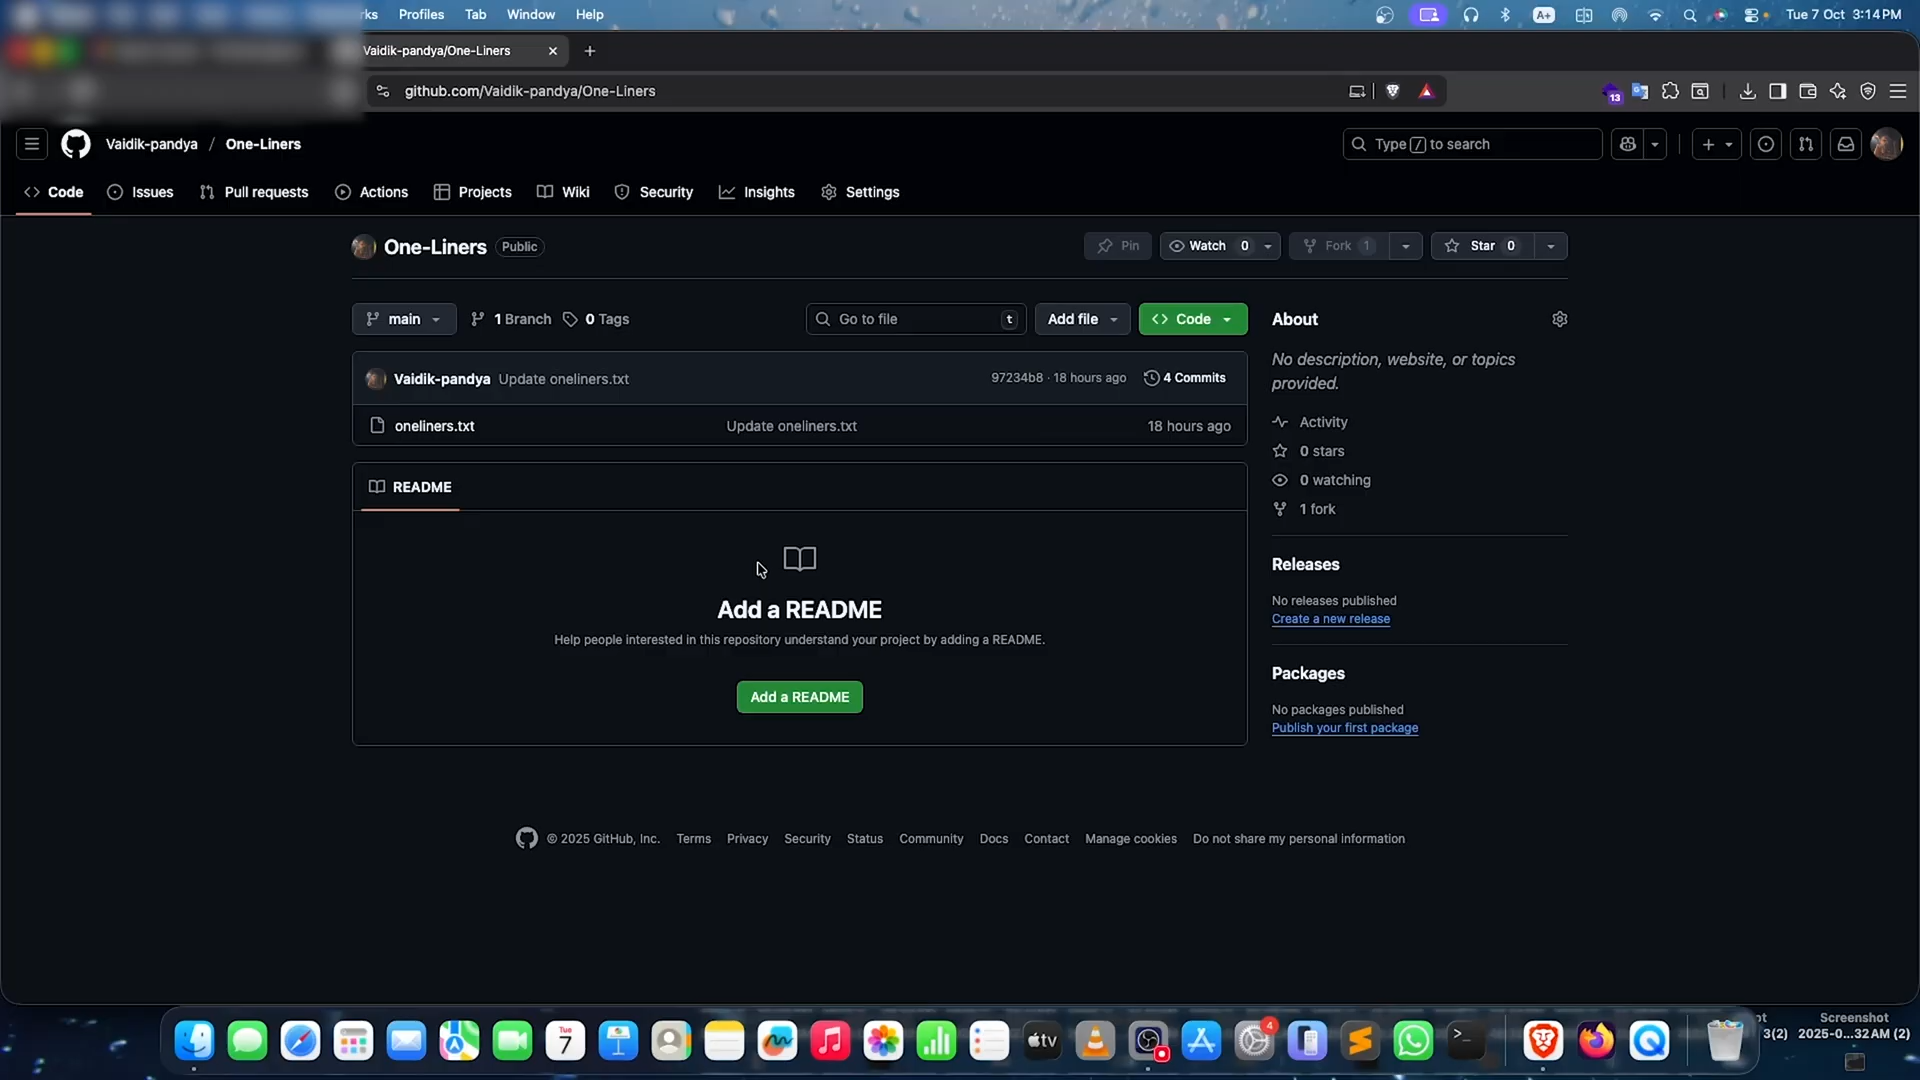 Profiles Tab Window Help
A+
Tue 7 Oct 3:14 PM
Vaidik-pandya/One-Liners
github.com/Vaidik-pandya/One-Liners
13
Vaidik-pandya / One-Liners
Type / to search
Code
Issues
Pull requests
Actions
Projects
Wiki
Security
Insights
Settings
One-Liners Public
Pin
Watch 0
Fork 1
Star 0
main
1 Branch
0 Tags
Go to file t
Add file
Code
Vaidik-pandya Update oneliners.txt
97234b8 · 18 hours ago
4 Commits
oneliners.txt
Update oneliners.txt
18 hours ago
README
Add a README
Help people interested in this repository understand your project by adding a README.
Add a README
About
No description, website, or topics
provided.
Activity
0 stars
0 watching
1 fork
Releases
No releases published
Create a new release
Packages
No packages published
Publish your first package
© 2025 GitHub, Inc. Terms Privacy Security Status Community Docs Contact Manage cookies Do not share my personal information
Tue
7
tv
4
Screenshot
3(2) 2025-0...32 AM (2)